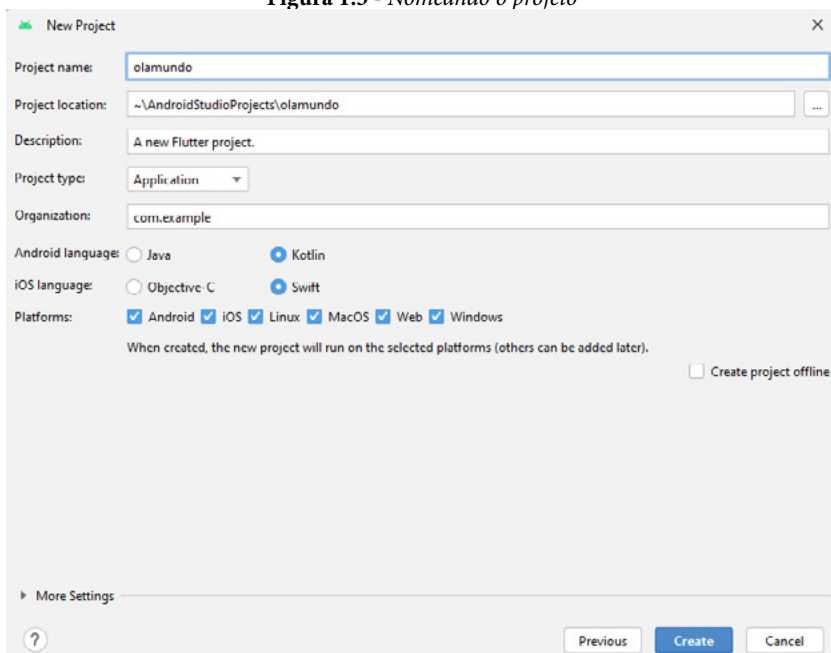 Figura 1.5 - Nomeando o projeto
New Project
Project name: olamundo
Project location: ~\AndroidStudioProjects\olamundo ...
Description: A new Flutter project.
Project type: Application
Organization: com.example
Android language: Java Kotlin
iOS language: Objective-C Swift
Platforms: Android iOS Linux MacOS Web Windows
When created, the new project will run on the selected platforms (others can be added later).
Create project offline
More Settings
? Previous Create Cancel